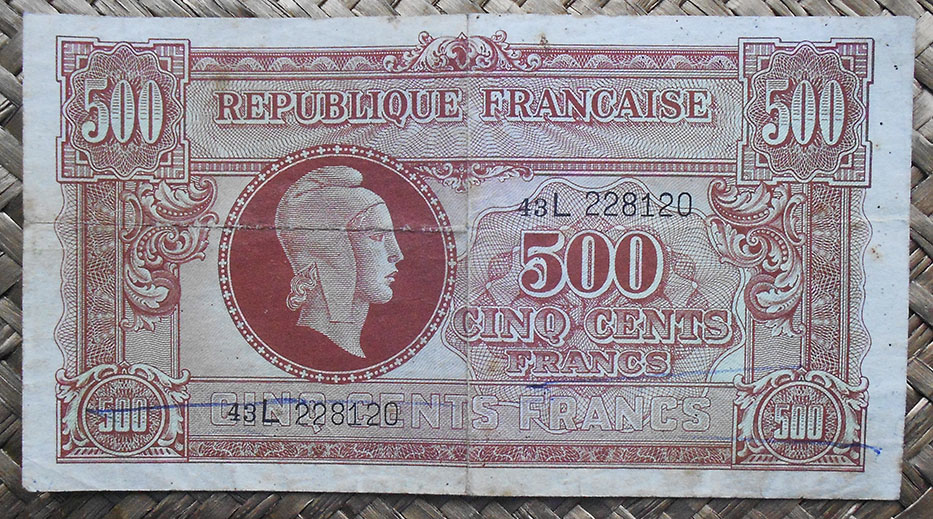 500 500
REPUBLIQUE FRANCAISE
43L 228120
500
CINQ CENTS
FRANCS
500 CINQ CENTS FRANCS 500
43L 228120